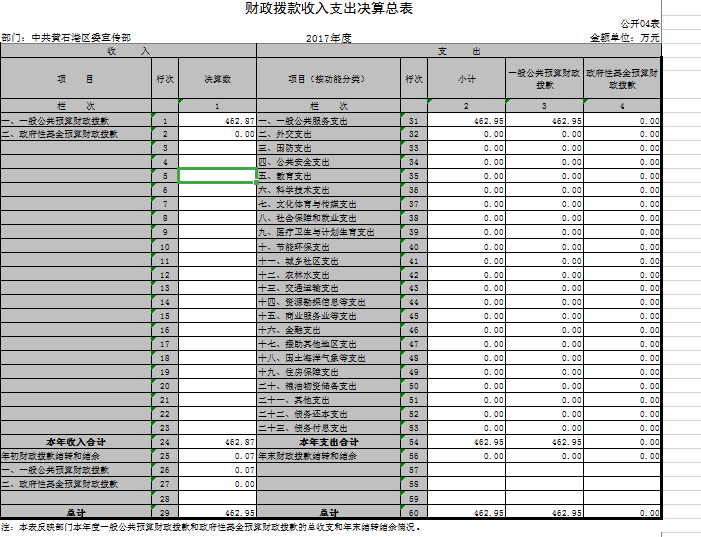 财政拨款收入支出决算总表
公开04表
部门：中共黄石港区委宣传部 2017年度 金额单位：万元
收 入 支 出
项 目 行次 决算数 项目（按功能分类） 行次 小计 一般公共预算财政拨款 政府性基金预算财政拨款
栏 次 1 栏 次 2 3 4
一、一般公共预算财政拨款 1 462.87 一、一般公共服务支出 31 462.95 462.95 0.00
二、政府性基金预算财政拨款 2 0.00 二、外交支出 32 0.00 0.00 0.00
3 三、国防支出 33 0.00 0.00 0.00
4 四、公共安全支出 34 0.00 0.00 0.00
5 五、教育支出 35 0.00 0.00 0.00
6 六、科学技术支出 36 0.00 0.00 0.00
7 七、文化体育与传媒支出 37 0.00 0.00 0.00
8 八、社会保障和就业支出 38 0.00 0.00 0.00
9 九、医疗卫生与计划生育支出 39 0.00 0.00 0.00
10 十、节能环保支出 40 0.00 0.00 0.00
11 十一、城乡社区支出 41 0.00 0.00 0.00
12 十二、农林水支出 42 0.00 0.00 0.00
13 十三、交通运输支出 43 0.00 0.00 0.00
14 十四、资源勘探信息等支出 44 0.00 0.00 0.00
15 十五、商业服务业等支出 45 0.00 0.00 0.00
16 十六、金融支出 46 0.00 0.00 0.00
17 十七、援助其他地区支出 47 0.00 0.00 0.00
18 十八、国土海洋气象等支出 48 0.00 0.00 0.00
19 十九、住房保障支出 49 0.00 0.00 0.00
20 二十、粮油物资储备支出 50 0.00 0.00 0.00
21 二十一、其他支出 51 0.00 0.00 0.00
22 二十二、债务还本支出 52 0.00 0.00 0.00
23 二十三、债务付息支出 53 0.00 0.00 0.00
本年收入合计 24 462.87 本年支出合计 54 462.95 462.95 0.00
年初财政拨款结转和结余 25 0.07 年末财政拨款结转和结余 56 0.00 0.00 0.00
一、一般公共预算财政拨款 26 0.07 57
二、政府性基金预算财政拨款 27 0.00 58
28 59
总计 29 462.95 总计 60 462.95 462.95 0.00
注：本表反映部门本年度一般公共预算财政拨款和政府性基金预算财政拨款的总收支和年末结转结余情况。